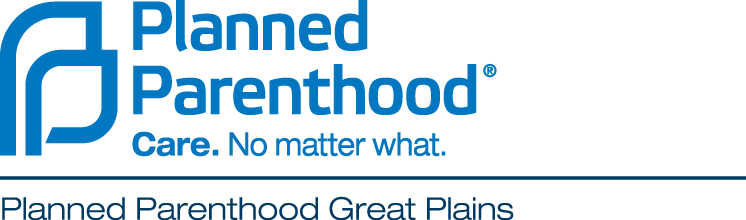 Planned
Parenthood®
Care. No matter what.
Planned Parenthood Great Plains